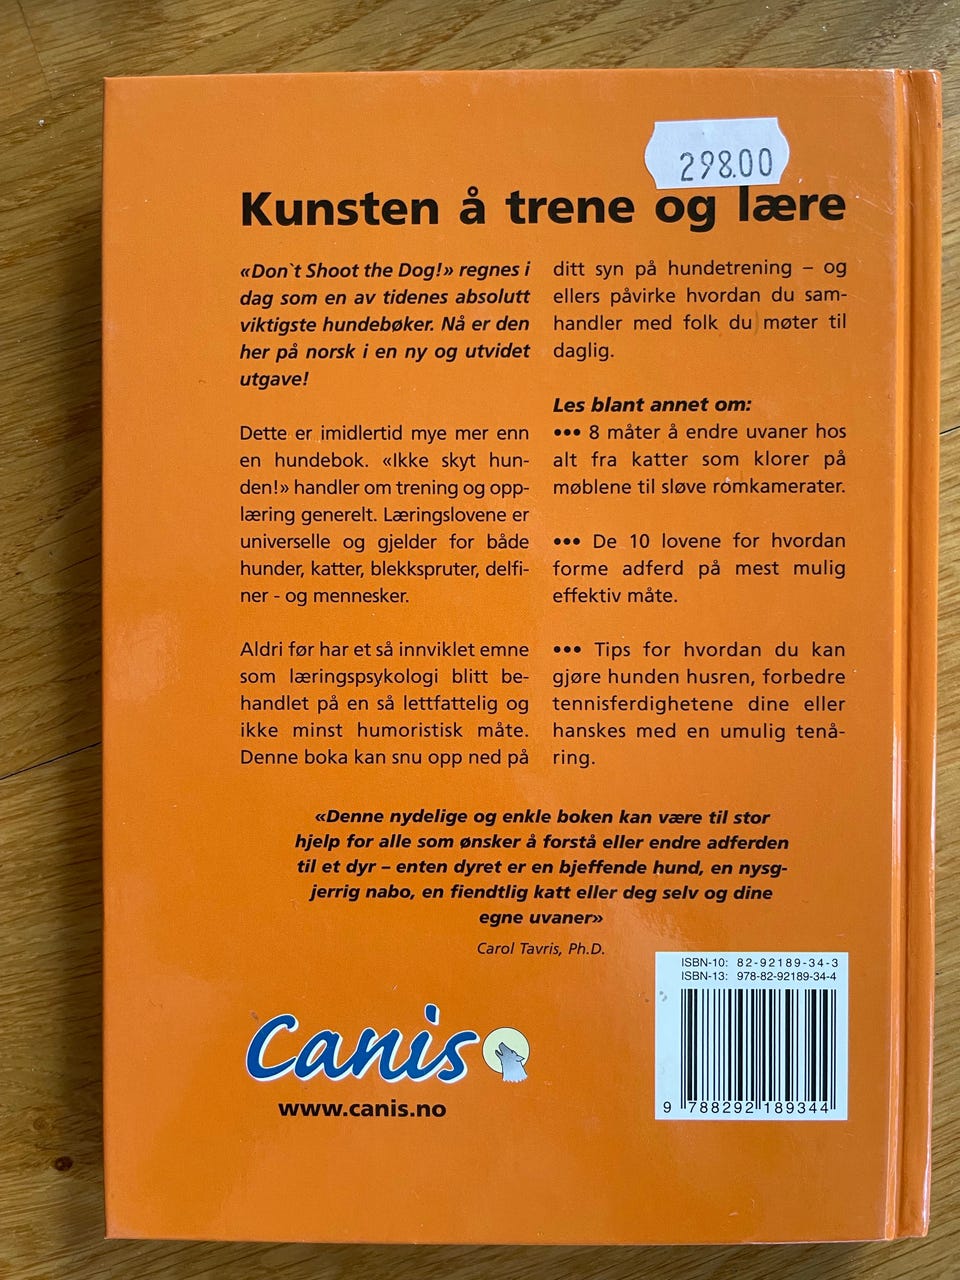 298.00
Kunsten å trene og lære
«Don`t Shoot the Dog!» regnes i
dag som en av tidenes absolutt
viktigste hundebøker. Nå er den
her på norsk i en ny og utvidet
utgave!
Dette er imidlertid mye mer enn
en hundebok. «Ikke skyt hun-
den!» handler om trening og opp-
læring generelt. Læringslovene er
universelle og gjelder for både
hunder, katter, blekkspruter, delfi-
ner - og mennesker.
Aldri før har et så innviklet emne
som læringspsykologi blitt be-
handlet på en så lettfattelig og
ikke minst humoristisk måte.
Denne boka kan snu opp ned på
ditt syn på hundetrening – og
ellers påvirke hvordan du sam-
handler med folk du møter til
daglig.
Les blant annet om:
••• 8 måter å endre uvaner hos
alt fra katter som klorer på
møblene til sløve romkamerater.
••• De 10 lovene for hvordan
forme adferd på mest mulig
effektiv måte.
••• Tips for hvordan du kan
gjøre hunden husren, forbedre
tennisferdighetene dine eller
hanskes med en umulig tenå-
ring.
«Denne nydelige og enkle boken kan være til stor
hjelp for alle som ønsker å forstå eller endre adferden
til et dyr – enten dyret er en bjeffende hund, en nysg-
jerrig nabo, en fiendtlig katt eller deg selv og dine
egne uvaner»
Carol Tavris, Ph.D.
ISBN-10: 82-92189-34-3
ISBN-13: 978-82-92189-34-4
9 788292 189344
Canis
www.canis.no